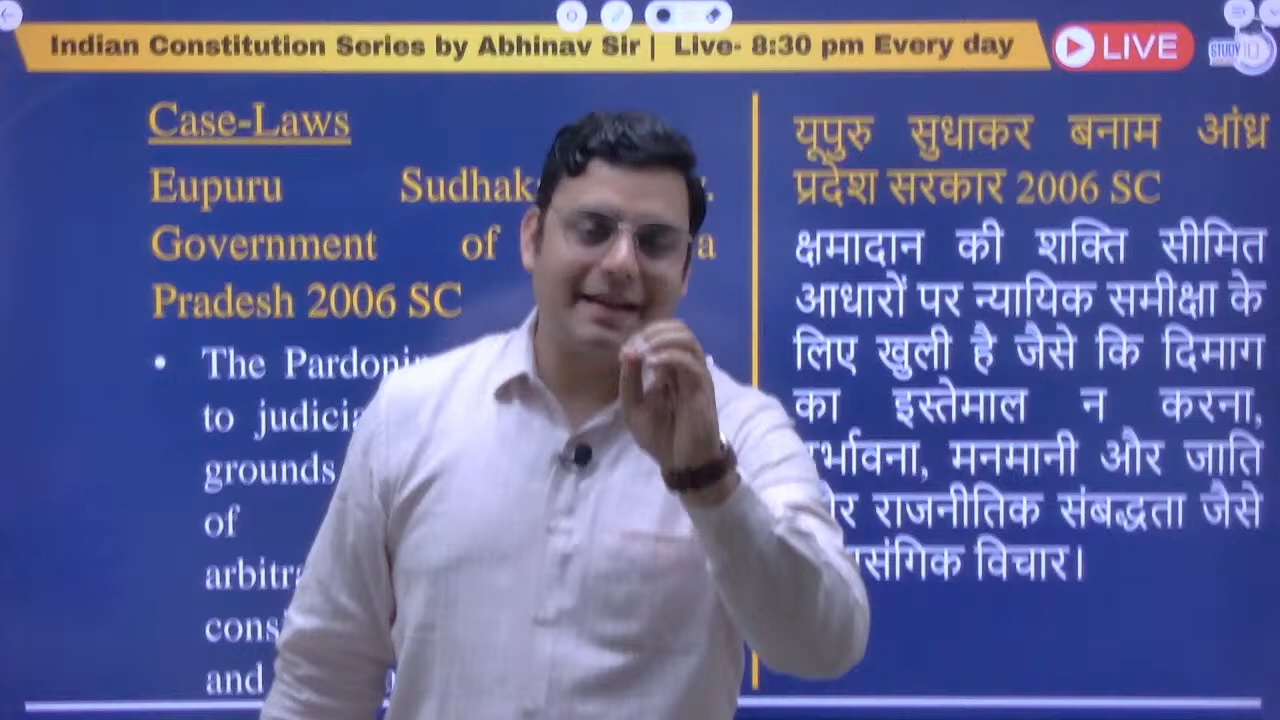 Indian Constitution Series by Abhinav Sir | Live- 8:30 pm Every day
LIVE
STUDY
Case-Laws
Eupuru Sudhak
Government of a
Pradesh 2006 SC
• The Pardoni
to judicia
grounds
of
arbitra
cons
and
यूपुरु सुधाकर बनाम आंध्र
प्रदेश सरकार 2006 SC
क्षमादान की शक्ति सीमित
आधारों पर न्यायिक समीक्षा के
लिए खुली है जैसे कि दिमाग
का इस्तेमाल न करना,
र्भावना, मनमानी और जाति
र राजनीतिक संबद्धता जैसे
संगिक विचार।